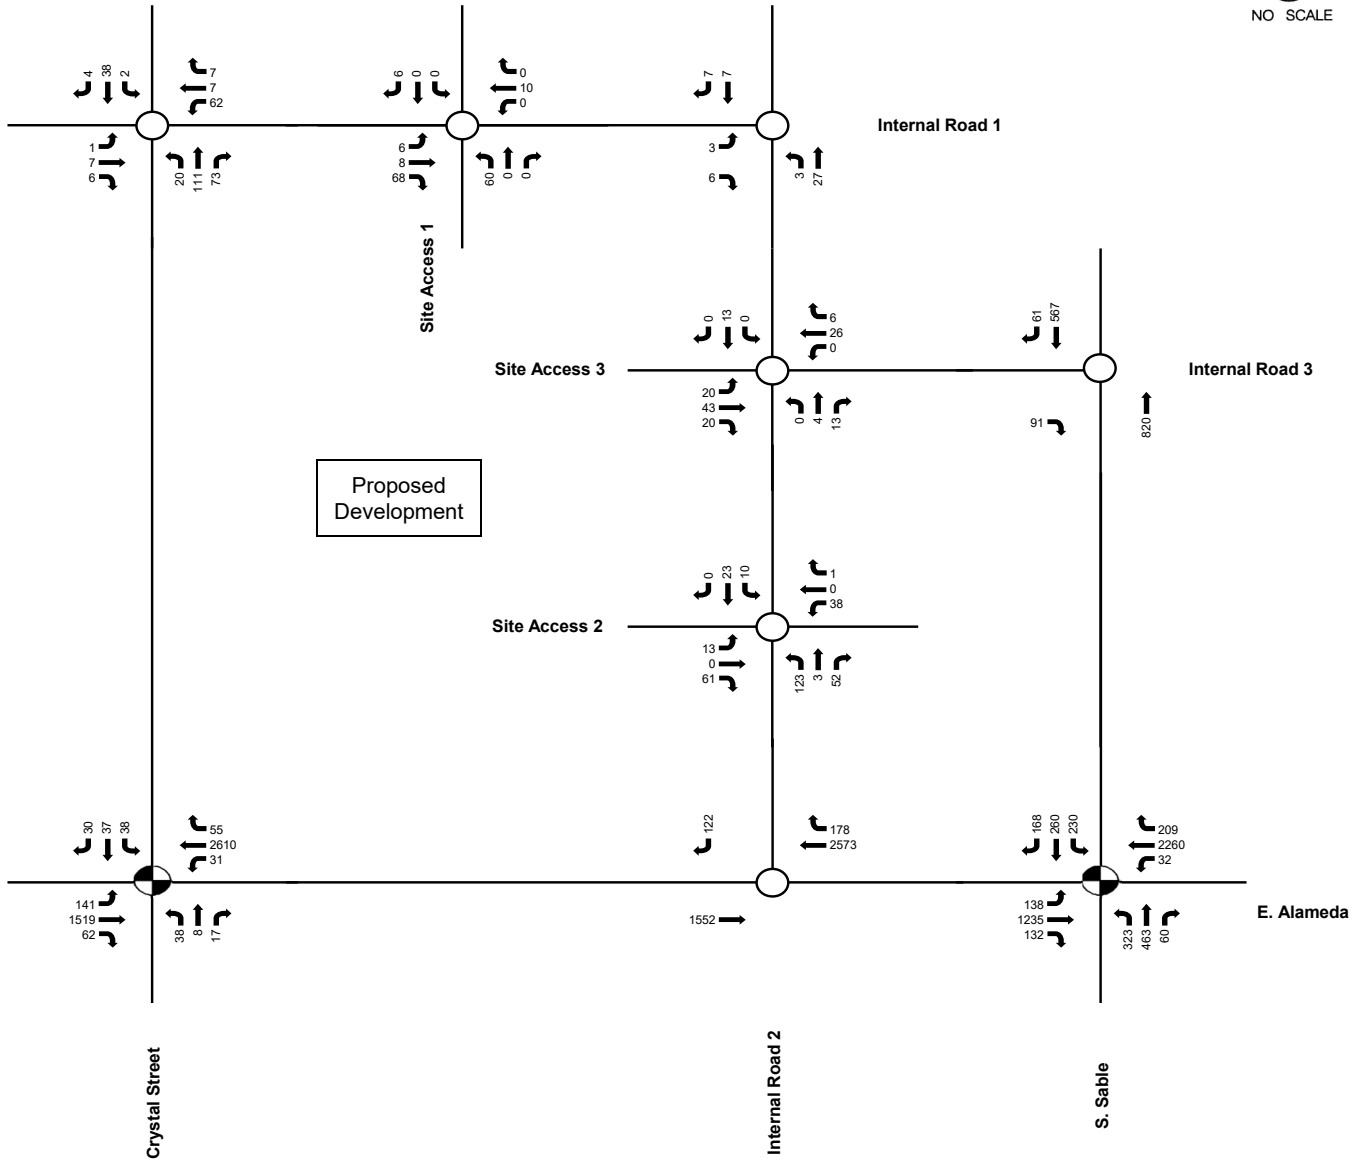 NO SCALE
4 38 2
7
7
62
1
7
6
20 111 73
6 0 0
0
10
0
6
8
68
60 0 0
7 7
3
6
3 27
Internal Road 1
Site Access 1
0 13 0
6
26
0
Site Access 3
20
43
20
0 4 13
61 567
91
820
Internal Road 3
Proposed
Development
0 23 10
1
0
38
Site Access 2
13
0
61
123 3 52
30 37 38
55
2610
31
141
1519
62
38 8 17
122
178
2573
1552
168 260 230
209
2260
32
138
1235
132
323 463 60
E. Alameda
Crystal Street
Internal Road 2
S. Sable